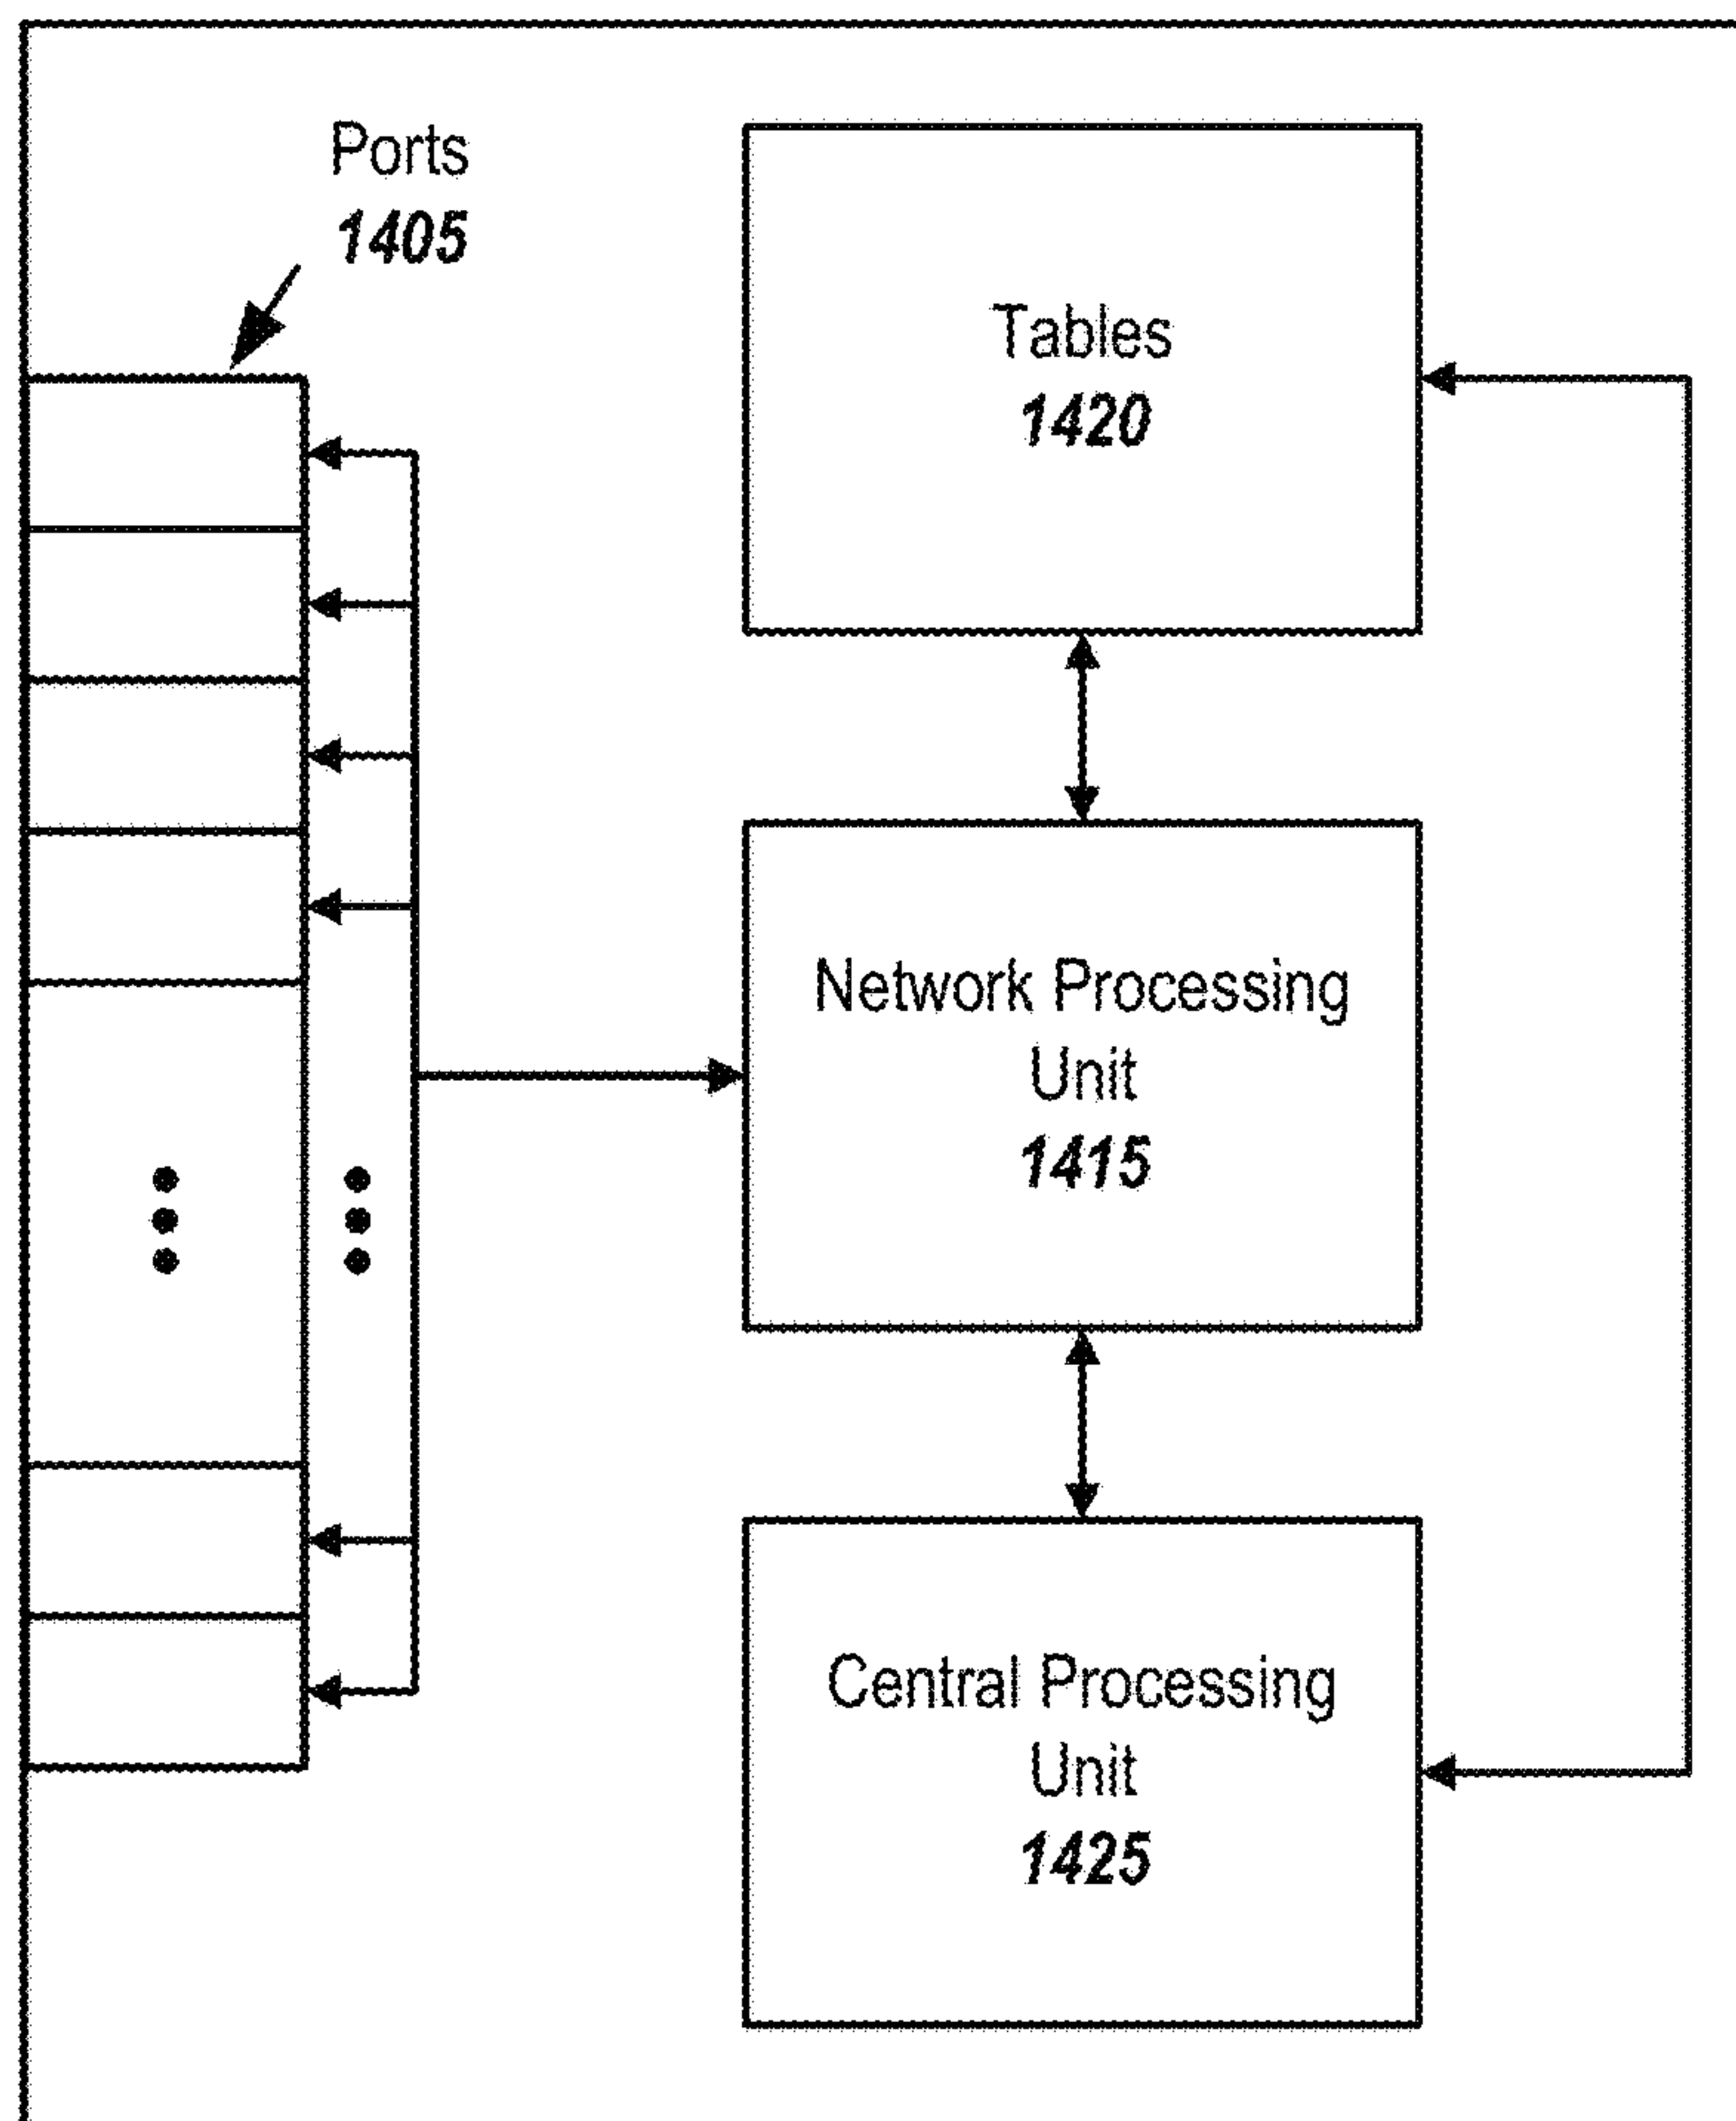 Ports
1405
Tables
1420
Network Processing
Unit
1415
Central Processing
Unit
1425